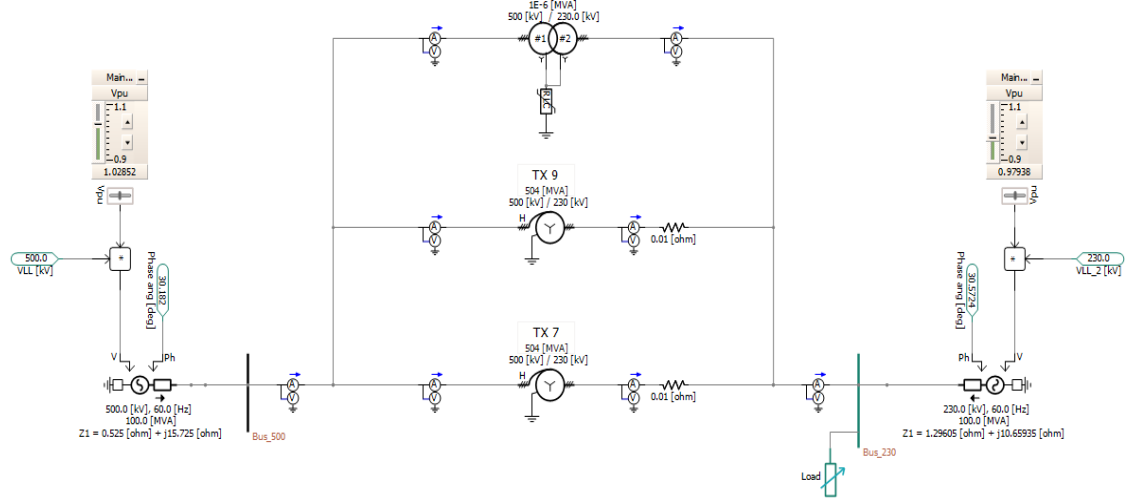 1E-6 [MVA]
500 [kV] / 230.0 [kV]
#1 #2
A
V
A
V
Y Y
RLC
Main...
Vpu
1.1
0.9
1.02852
Vpu
Main...
Vpu
1.1
0.9
0.97938
Vpu
TX 9
504 [MVA]
500 [kV] / 230 [kV]
H
Y
A
V
A
V
0.01 [ohm]
500.0
VLL [kV]
*
Phase ang [deg]
30.182
230.0
VLL_2 [kV]
*
Phase ang [deg]
30.5724
TX 7
504 [MVA]
500 [kV] / 230 [kV]
H
Y
V
Ph
Ph
V
A
V
A
V
A
V
0.01 [ohm]
A
V
500.0 [kV], 60.0 [Hz]
100.0 [MVA]
Z1 = 0.525 [ohm] + j15.725 [ohm]
Bus_500
230.0 [kV], 60.0 [Hz]
100.0 [MVA]
Z1 = 1.29605 [ohm] + j10.65935 [ohm]
Bus_230
Load